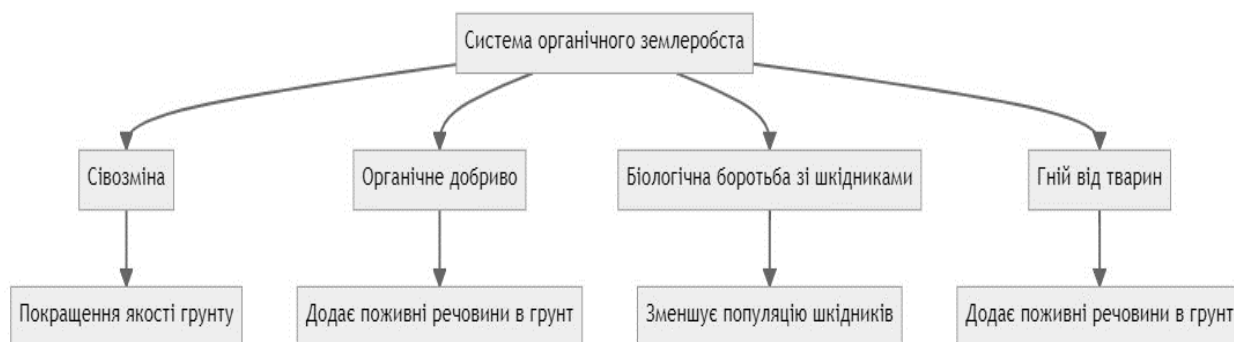 Система органічного землеробста
Сівозміна
Органічне добриво
Біологічна боротьба зі шкідниками
Гній від тварин
Покращення якості грунту
Додає поживні речовини в грунт
Зменшує популяцію шкідників
Додає поживні речовини в грунт